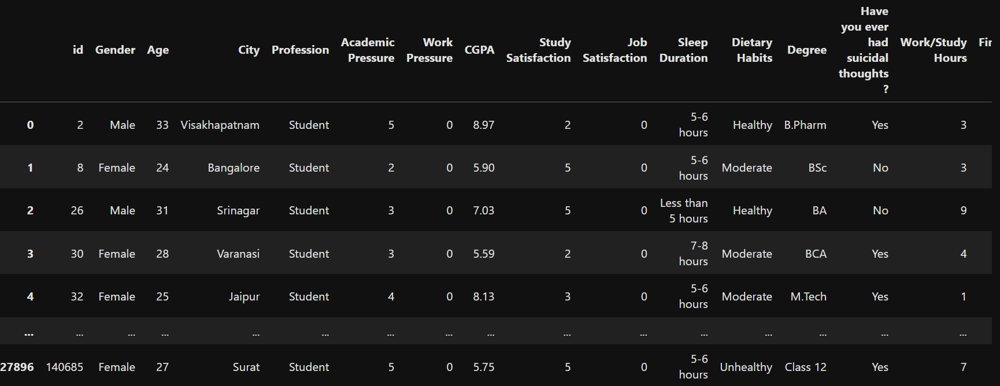 id Gender Age City Profession Academic Pressure Work Pressure CGPA Study Satisfaction Job Satisfaction Sleep Duration Dietary Habits Degree Have you ever had suicidal thoughts ? Work/Study Hours Fir
0 2 Male 33 Visakhapatnam Student 5 0 8.97 2 0 5-6 hours Healthy B.Pharm Yes 3
1 8 Female 24 Bangalore Student 2 0 5.90 5 0 5-6 hours Moderate BSc No 3
2 26 Male 31 Srinagar Student 3 0 7.03 5 0 Less than 5 hours Healthy BA No 9
3 30 Female 28 Varanasi Student 3 0 5.59 2 0 7-8 hours Moderate BCA Yes 4
4 32 Female 25 Jaipur Student 4 0 8.13 3 0 5-6 hours Moderate M.Tech Yes 1
... ... ... ... ... ... ... ... ... ... ... ... ... ... ... ...
27896 140685 Female 27 Surat Student 5 0 5.75 5 0 5-6 hours Unhealthy Class 12 Yes 7